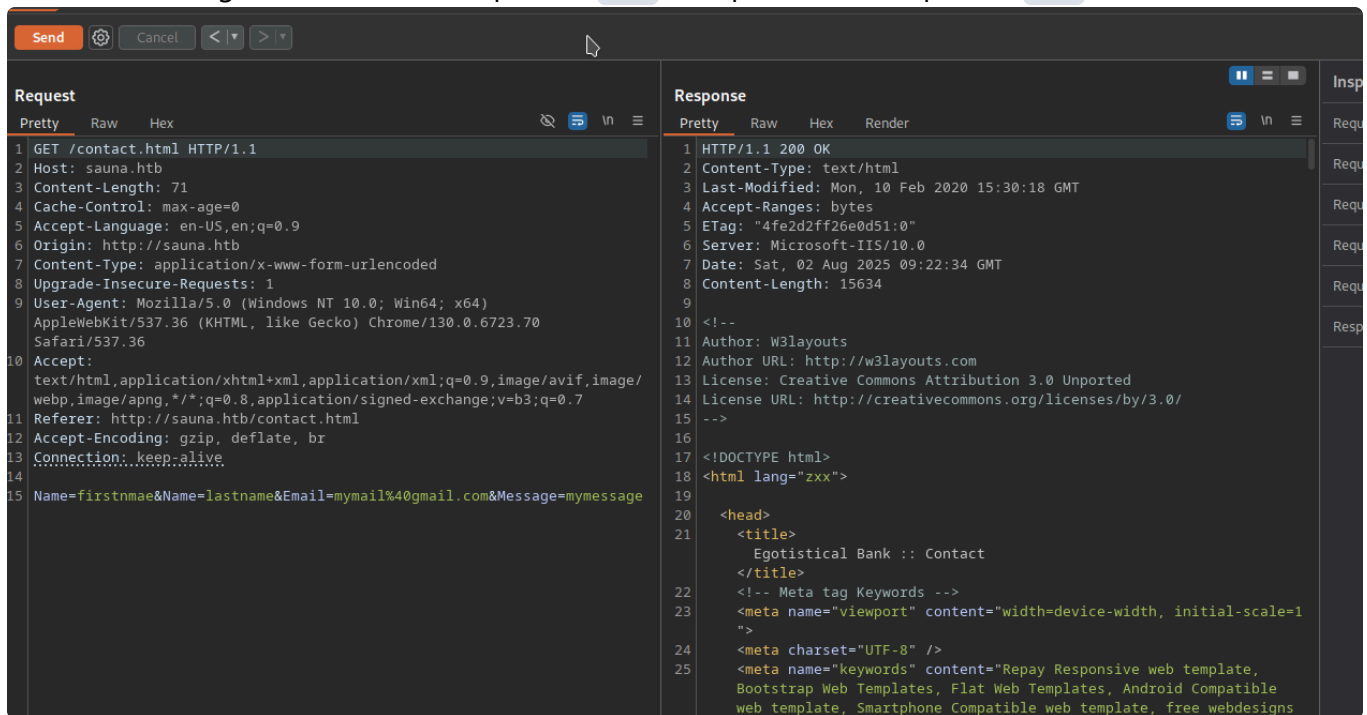 Send
Cancel
< | ▾
> | ▾
Request
Pretty Raw Hex
\n
1 GET /contact.html HTTP/1.1
2 Host: sauna.htb
3 Content-Length: 71
4 Cache-Control: max-age=0
5 Accept-Language: en-US,en;q=0.9
6 Origin: http://sauna.htb
7 Content-Type: application/x-www-form-urlencoded
8 Upgrade-Insecure-Requests: 1
9 User-Agent: Mozilla/5.0 (Windows NT 10.0; Win64; x64)
AppleWebKit/537.36 (KHTML, like Gecko) Chrome/130.0.6723.70
Safari/537.36
10 Accept:
text/html,application/xhtml+xml,application/xml;q=0.9,image/avif,image/
webp,image/apng,*/*;q=0.8,application/signed-exchange;v=b3;q=0.7
11 Referer: http://sauna.htb/contact.html
12 Accept-Encoding: gzip, deflate, br
13 Connection: keep-alive
14
15 Name=firstnmae&Name=lastname&Email=mymail%40gmail.com&Message=mymessage
Response
Pretty Raw Hex Render
\n
1 HTTP/1.1 200 OK
2 Content-Type: text/html
3 Last-Modified: Mon, 10 Feb 2020 15:30:18 GMT
4 Accept-Ranges: bytes
5 ETag: "4fe2d2ff26e0d51:0"
6 Server: Microsoft-IIS/10.0
7 Date: Sat, 02 Aug 2025 09:22:34 GMT
8 Content-Length: 15634
9
10 <!--
11 Author: W3layouts
12 Author URL: http://w3layouts.com
13 License: Creative Commons Attribution 3.0 Unported
14 License URL: http://creativecommons.org/licenses/by/3.0/
15 -->
16
17 <!DOCTYPE html>
18 <html lang="zxx">
19
20 <head>
21 <title>
Egotistical Bank :: Contact
</title>
22 <!-- Meta tag Keywords -->
23 <meta name="viewport" content="width=device-width, initial-scale=1
">
24 <meta charset="UTF-8" />
25 <meta name="keywords" content="Repay Responsive web template,
Bootstrap Web Templates, Flat Web Templates, Android Compatible
web template, Smartphone Compatible web template, free webdesigns
Insp
Requ
Requ
Requ
Requ
Requ
Resp